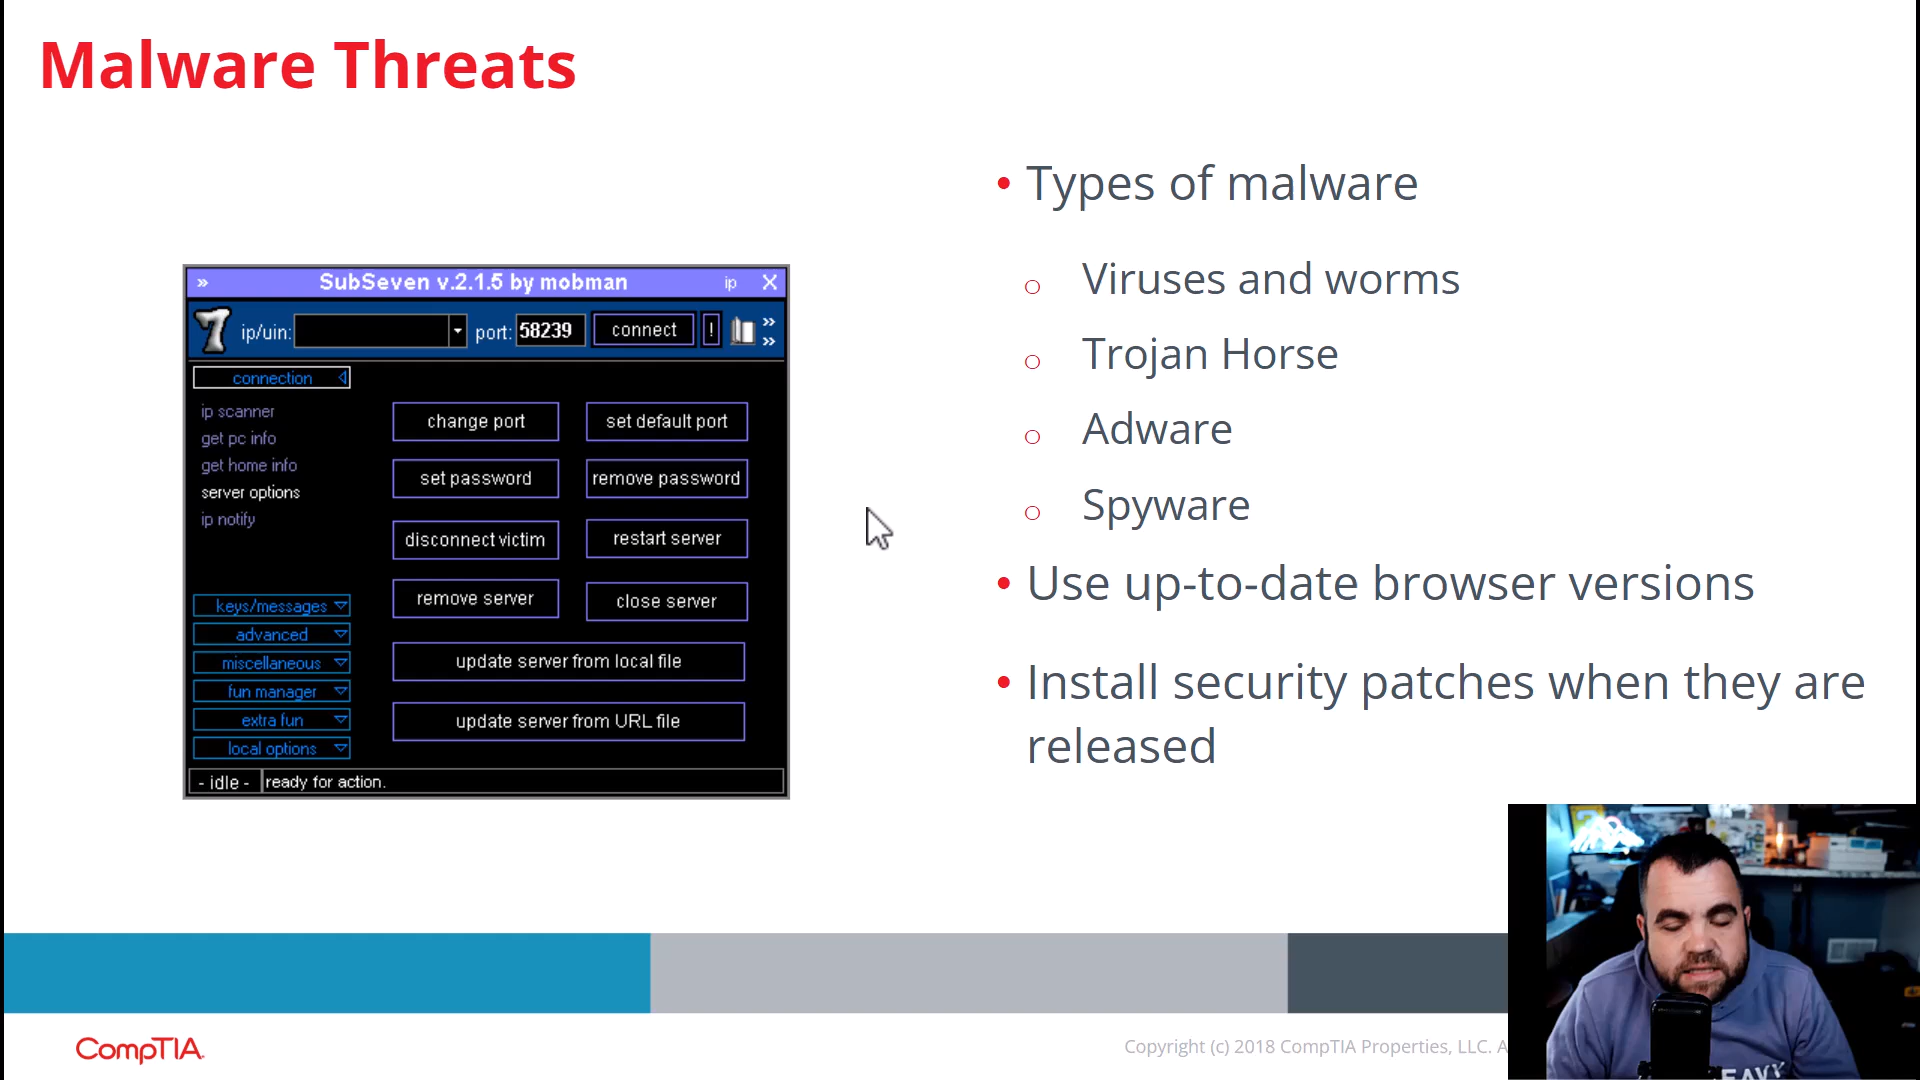 Malware Threats
» SubSeven v.2.1.5 by mobman ip X
7 ip/uin: port: 58239 connect ! »
»
connection
ip scanner
get pc info
get home info
server options
ip notify
keys/messages
advanced
miscellaneous
fun manager
extra fun
local options
change port set default port
set password remove password
disconnect victim restart server
remove server close server
update server from local file
update server from URL file
- idle - ready for action.
• Types of malware
o Viruses and worms
o Trojan Horse
o Adware
o Spyware
• Use up-to-date browser versions
• Install security patches when they are
released
CompTIA.
Copyright (c) 2018 CompTIA Properties, LLC. A